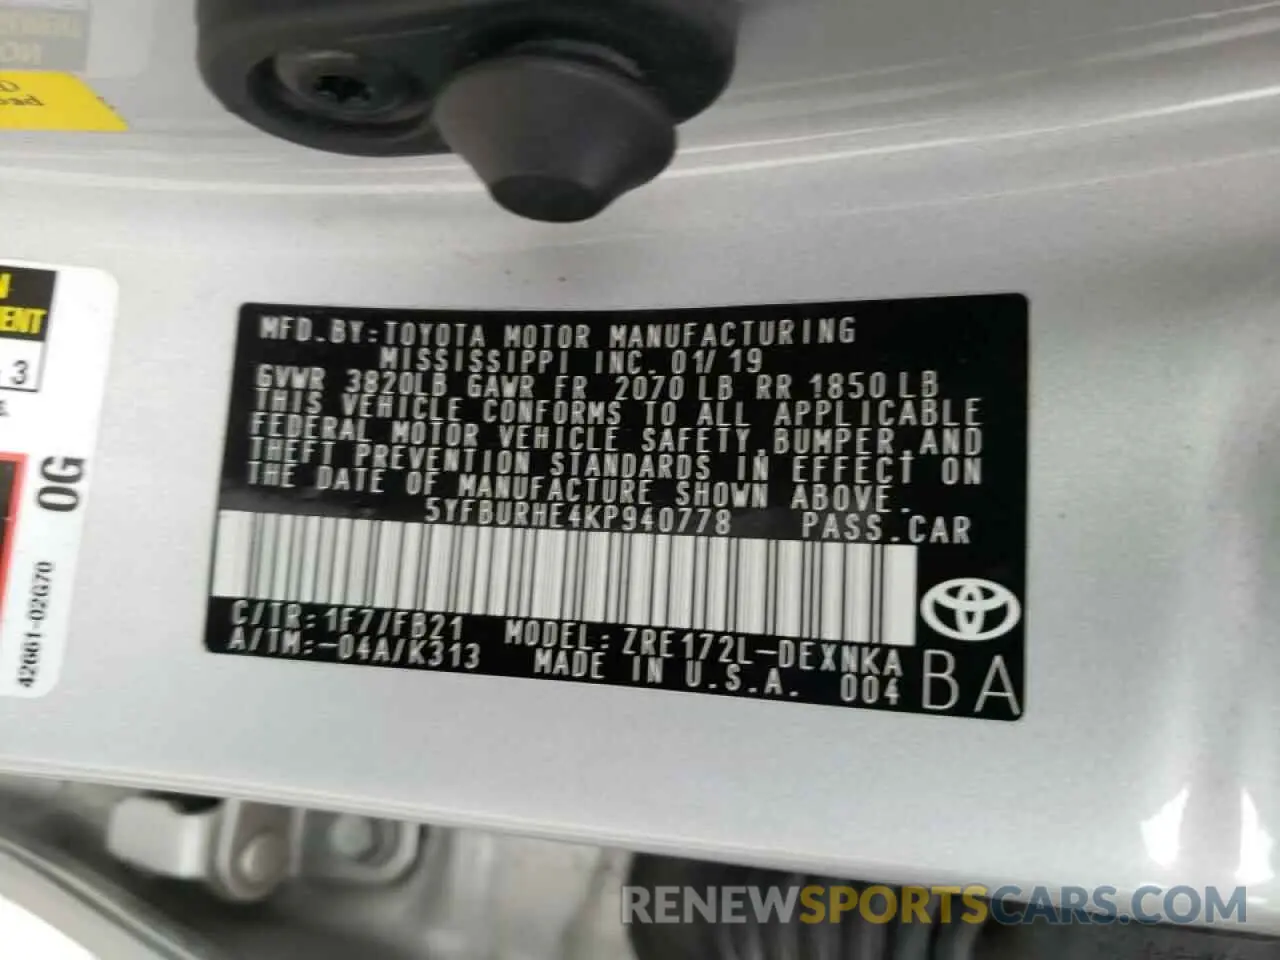 MFD.BY:TOYOTA MOTOR MANUFACTURING
MISSISSIPPI INC. 01/19
GVWR 3820LB GAWR FR 2070 LB RR 1850 LB
THIS VEHICLE CONFORMS TO ALL APPLICABLE
FEDERAL MOTOR VEHICLE SAFETY,BUMPER,AND
THEFT PREVENTION STANDARDS IN EFFECT ON
THE DATE OF MANUFACTURE SHOWN ABOVE.
5YFBURHE4KP940778 PASS.CAR
C/TR:1F7/FB21 MODEL:ZRE172L-DEXNKA
A/TM:-04A/K313 MADE IN U.S.A. 004
BA
3
0G
42661-02G70
RENEWSPORTSCARS.COM